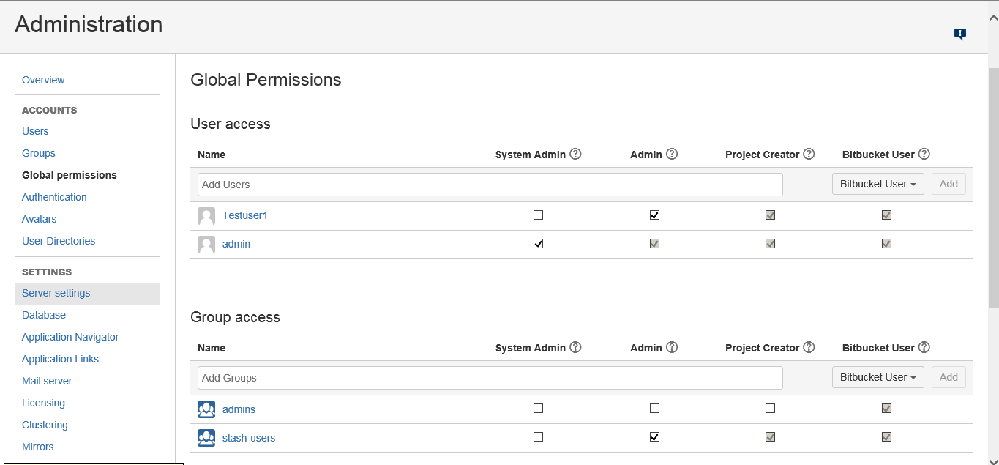 Administration
Overview
ACCOUNTS
Users
Groups
Global permissions
Authentication
Avatars
User Directories
SETTINGS
Server settings
Database
Application Navigator
Application Links
Mail server
Licensing
Clustering
Mirrors
Global Permissions
User access
Name System Admin ? Admin ? Project Creator ? Bitbucket User ?
Add Users Bitbucket User Add
Testuser1
admin
Group access
Name System Admin ? Admin ? Project Creator ? Bitbucket User ?
Add Groups Bitbucket User Add
admins
stash-users